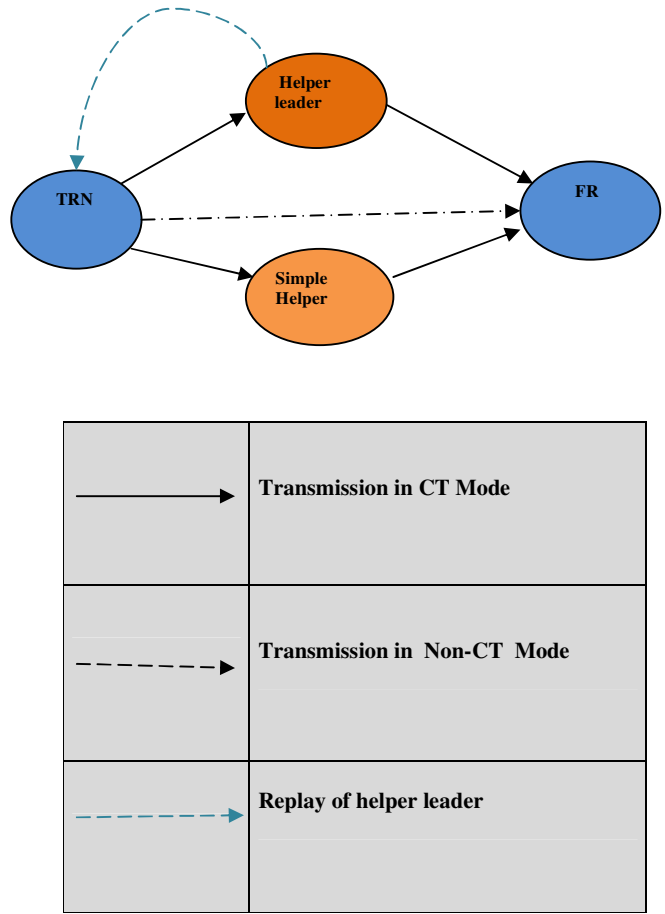 Helper
leader
TRN
FR
Simple
Helper
Transmission in CT Mode
Transmission in Non-CT Mode
Replay of helper leader